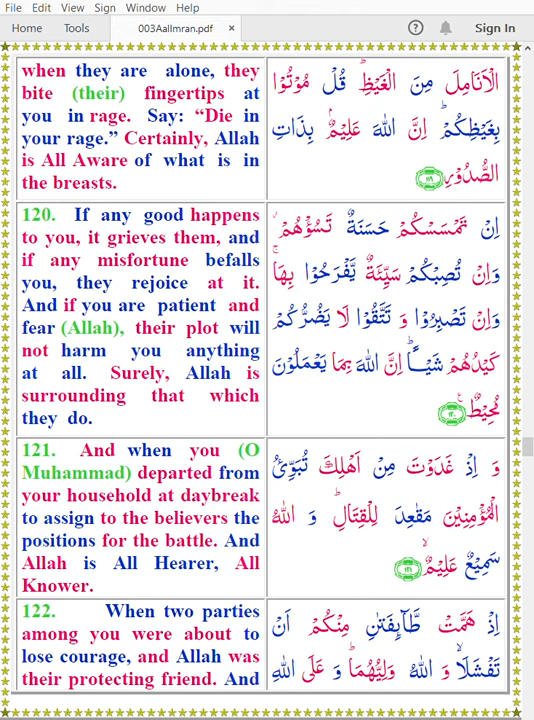 File Edit View Sign Window Help
Home Tools 003AalImran.pdf × Sign In
when they are alone, they
bite (their) fingertips at
you in rage. Say: “Die in
your rage.” Certainly, Allah
is All Aware of what is in
the breasts.
الْاَنَامِلَ مِنَ الْغَيْظِؕ قُلْ مُوْتُوْا
بِغَيْظِكُمْؕ اِنَّ اللّٰهَ عَلِيْمٌۢ بِذَاتِ
الصُّدُوْرِ ١١٩
120. If any good happens
to you, it grieves them, and
if any misfortune befalls
you, they rejoice at it.
And if you are patient and
fear (Allah), their plot will
not harm you anything
at all. Surely, Allah is
surrounding that which
they do.
اِنْ تَمْسَسْكُمْ حَسَنَةٌ تَسُؤْهُمْؗ
وَاِنْ تُصِبْكُمْ سَيِّئَةٌ يَّفْرَحُوْا بِهَاۚ
وَاِنْ تَصْبِرُوْا وَ تَتَّقُوْا لَا يَضُرُّكُمْ
كَيْدُهُمْ شَيْـًٔاؕ اِنَّ اللّٰهَ بِمَا يَعْمَلُوْنَ
مُحِيْطٌ ١٢٠
121. And when you (O
Muhammad) departed from
your household at daybreak
to assign to the believers the
positions for the battle. And
Allah is All Hearer, All
Knower.
وَ اِذْ غَدَوْتَ مِنْ اَهْلِكَ تُبَوِّئُ
الْمُؤْمِنِيْنَ مَقَاعِدَ لِلْقِتَالِؕ وَ اللّٰهُ
سَمِيْعٌ عَلِيْمٌۙ ١٢١
122. When two parties
among you were about to
lose courage, and Allah was
their protecting friend. And
اِذْ هَمَّتْ طَّآئِفَتٰنِ مِنْكُمْ اَنْ
تَفْشَلَاۙ وَ اللّٰهُ وَلِيُّهُمَاؕ وَ عَلَى اللّٰهِ